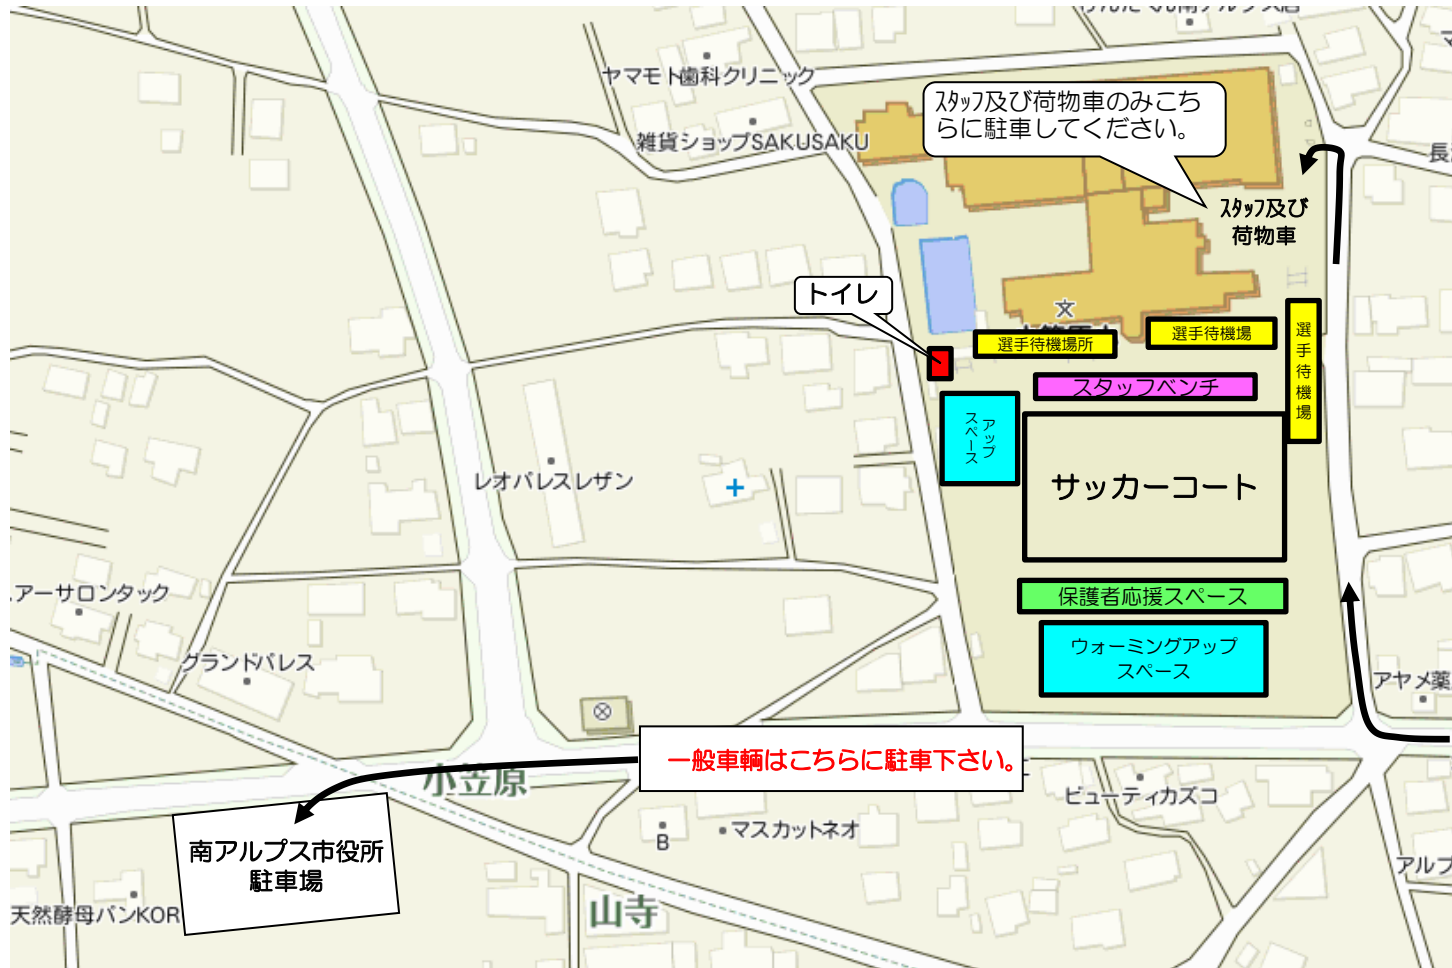 ヤマモト歯科クリニック
雑貨ショップSAKUSAKU
スタッフ及び荷物車のみこち
らに駐車してください。
スタッフ及び
荷物車
トイレ
選手待機場所
選手待機場
選手待機場
スタッフベンチ
アップ
スペース
サッカーコート
レオパレスレザン
保護者応援スペース
ウォーミングアップ
スペース
アーサロンタック
グランドパレス
アヤメ薬
一般車輌はこちらに駐車下さい。
小笠原
ビューティカズコ
マスカットネオ
B
南アルプス市役所
駐車場
アルプ
天然酵母パンKOR
山寺